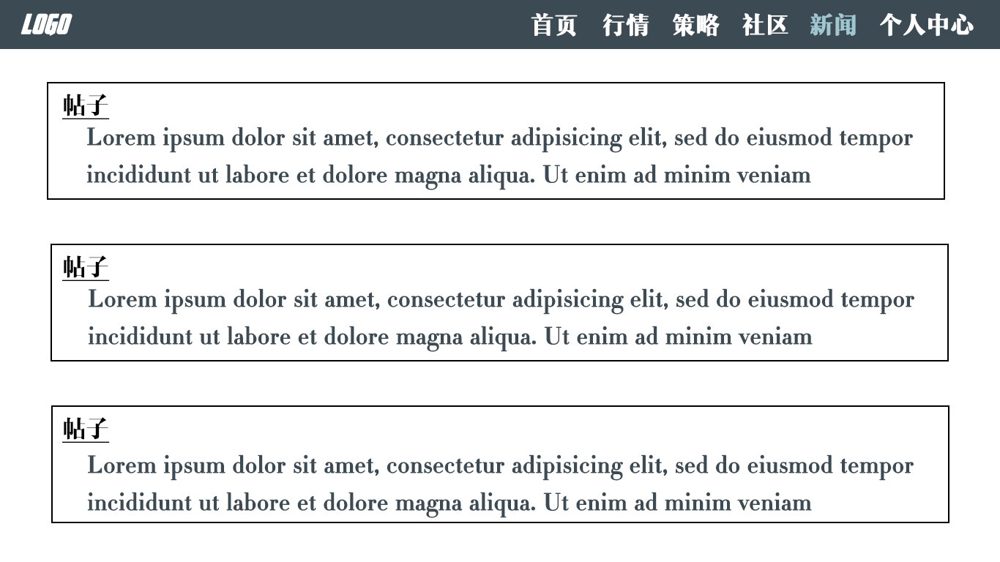 LOGO 首页 行情 策略 社区 新闻 个人中心
帖子
Lorem ipsum dolor sit amet, consectetur adipisicing elit, sed do eiusmod tempor
incididunt ut labore et dolore magna aliqua. Ut enim ad minim veniam
帖子
Lorem ipsum dolor sit amet, consectetur adipisicing elit, sed do eiusmod tempor
incididunt ut labore et dolore magna aliqua. Ut enim ad minim veniam
帖子
Lorem ipsum dolor sit amet, consectetur adipisicing elit, sed do eiusmod tempor
incididunt ut labore et dolore magna aliqua. Ut enim ad minim veniam